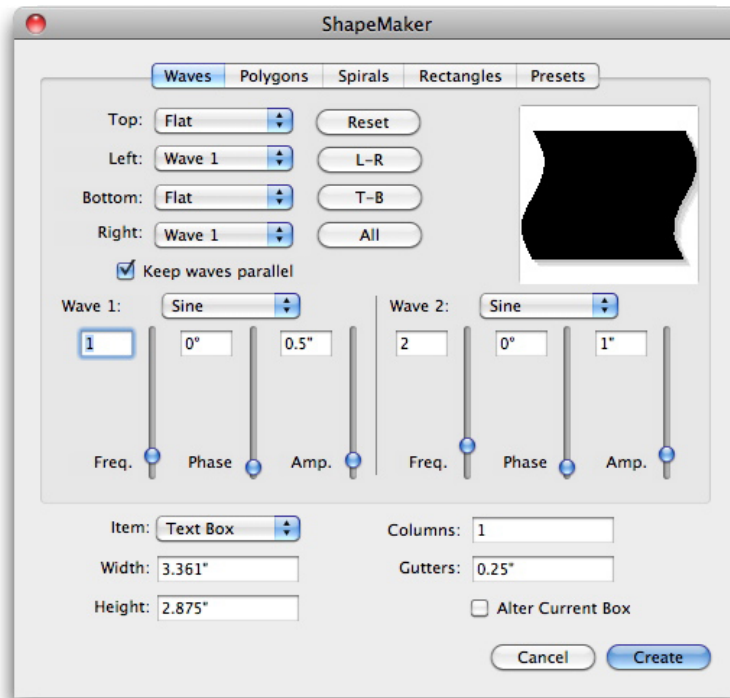 ShapeMaker
Waves Polygons Spirals Rectangles Presets
Top: Flat Reset
Left: Wave 1 L-R
Bottom: Flat T-B
Right: Wave 1 All
Keep waves parallel
Wave 1: Sine Wave 2: Sine
1 0° 0.5" 2 0° 1"
Freq. Phase Amp. Freq. Phase Amp.
Item: Text Box Columns: 1
Width: 3.361" Gutters: 0.25"
Height: 2.875" Alter Current Box
Cancel Create